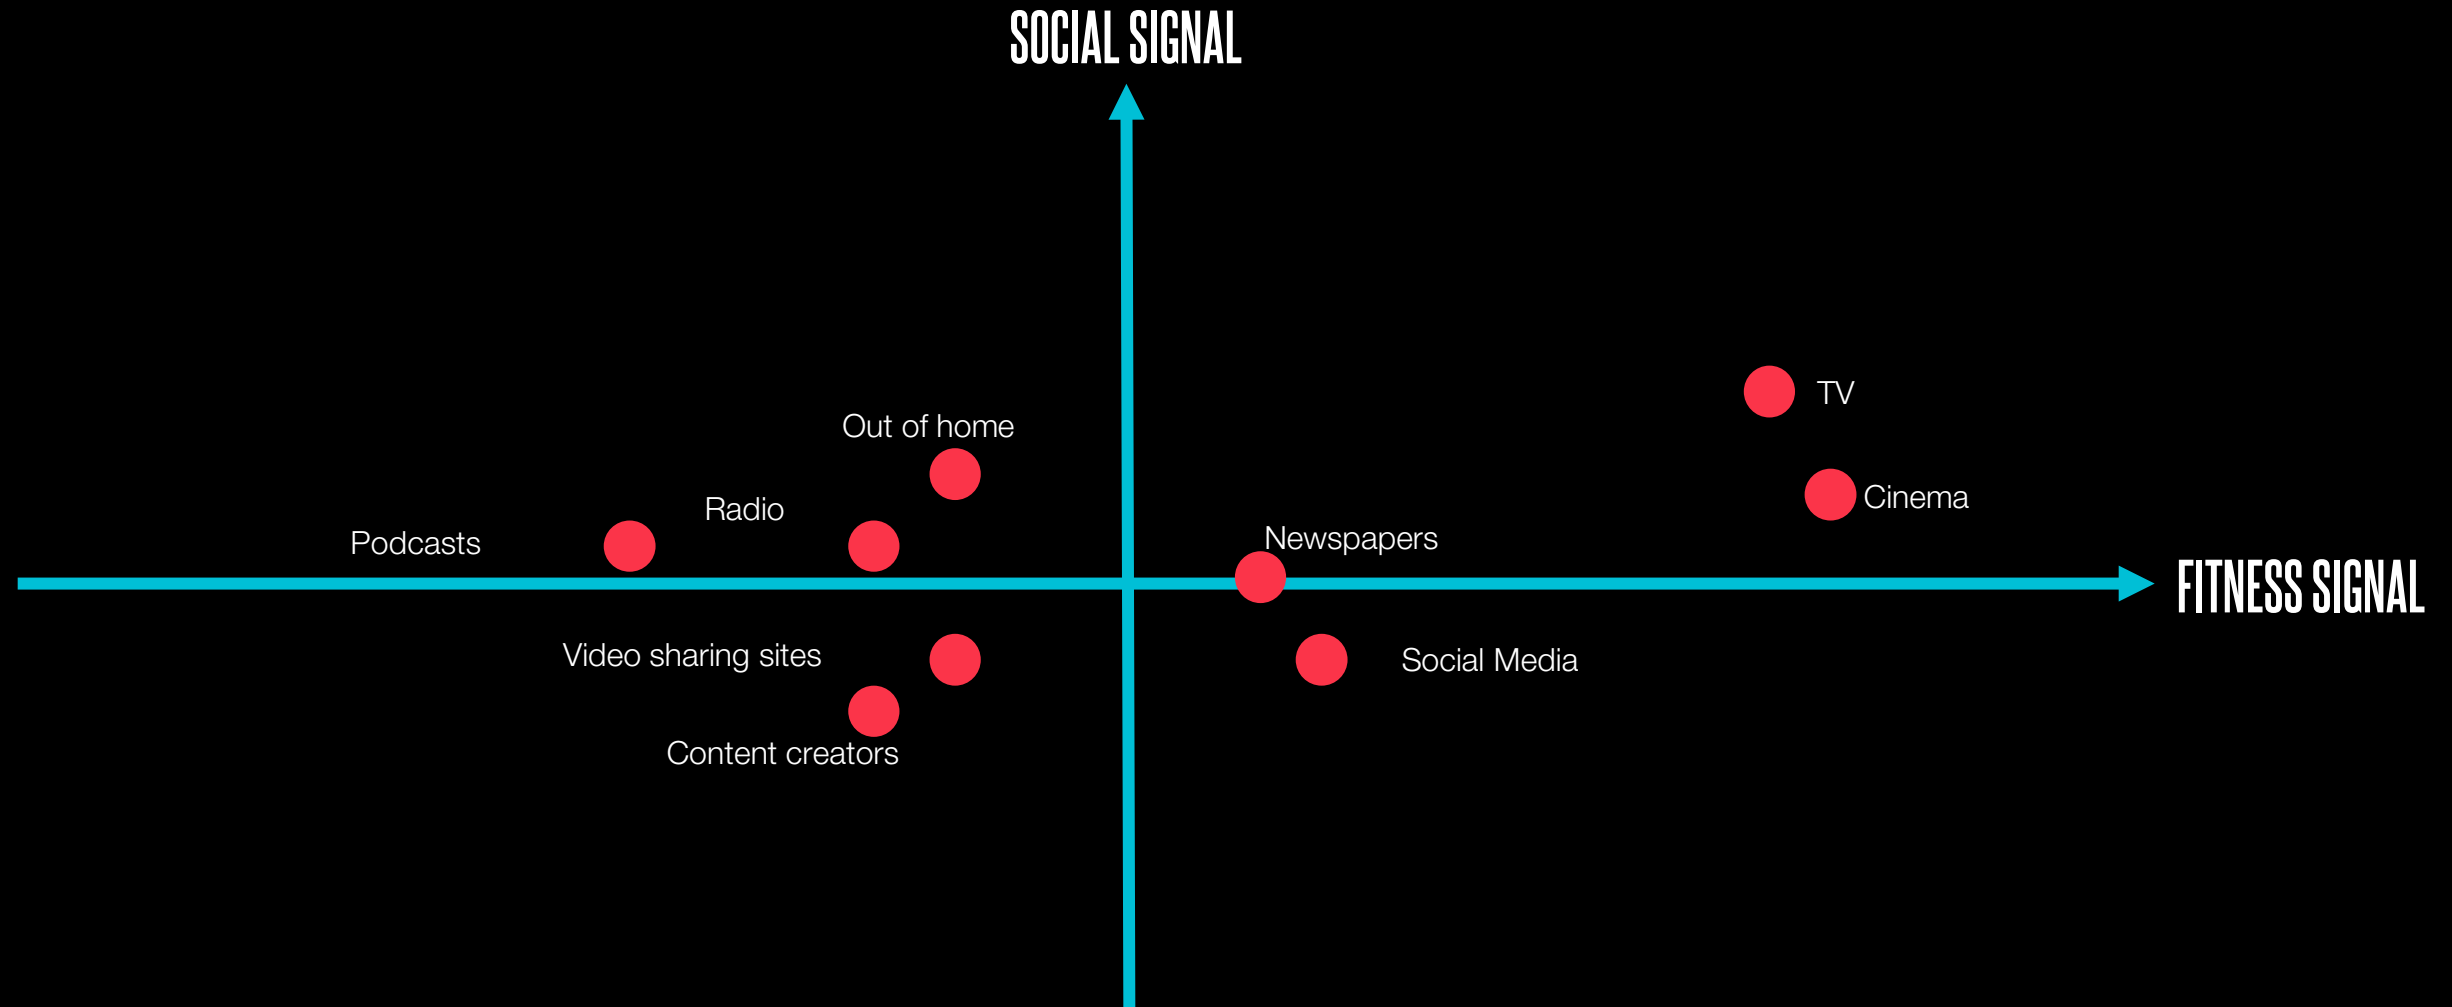 SOCIAL SIGNAL
TV
Out of home
Cinema
Radio
Podcasts
Newspapers
FITNESS SIGNAL
Video sharing sites
Social Media
Content creators